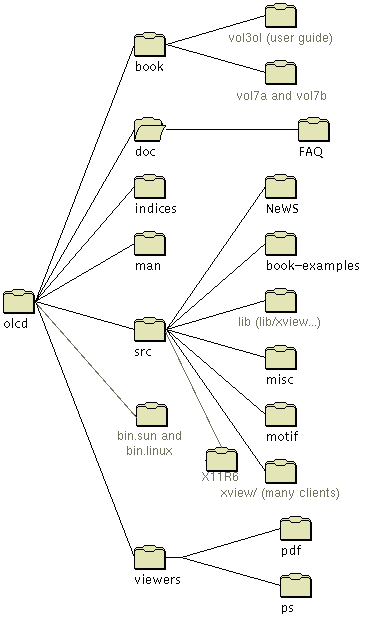 vol3ol (user guide)
book
vol7a and vol7b
doc
FAQ
indices
NeWS
man
book-examples
olcd
lib (lib/xview...)
src
misc
bin.sun and
bin.linux
motif
X11R6
xview/ (many clients)
viewers
pdf
ps